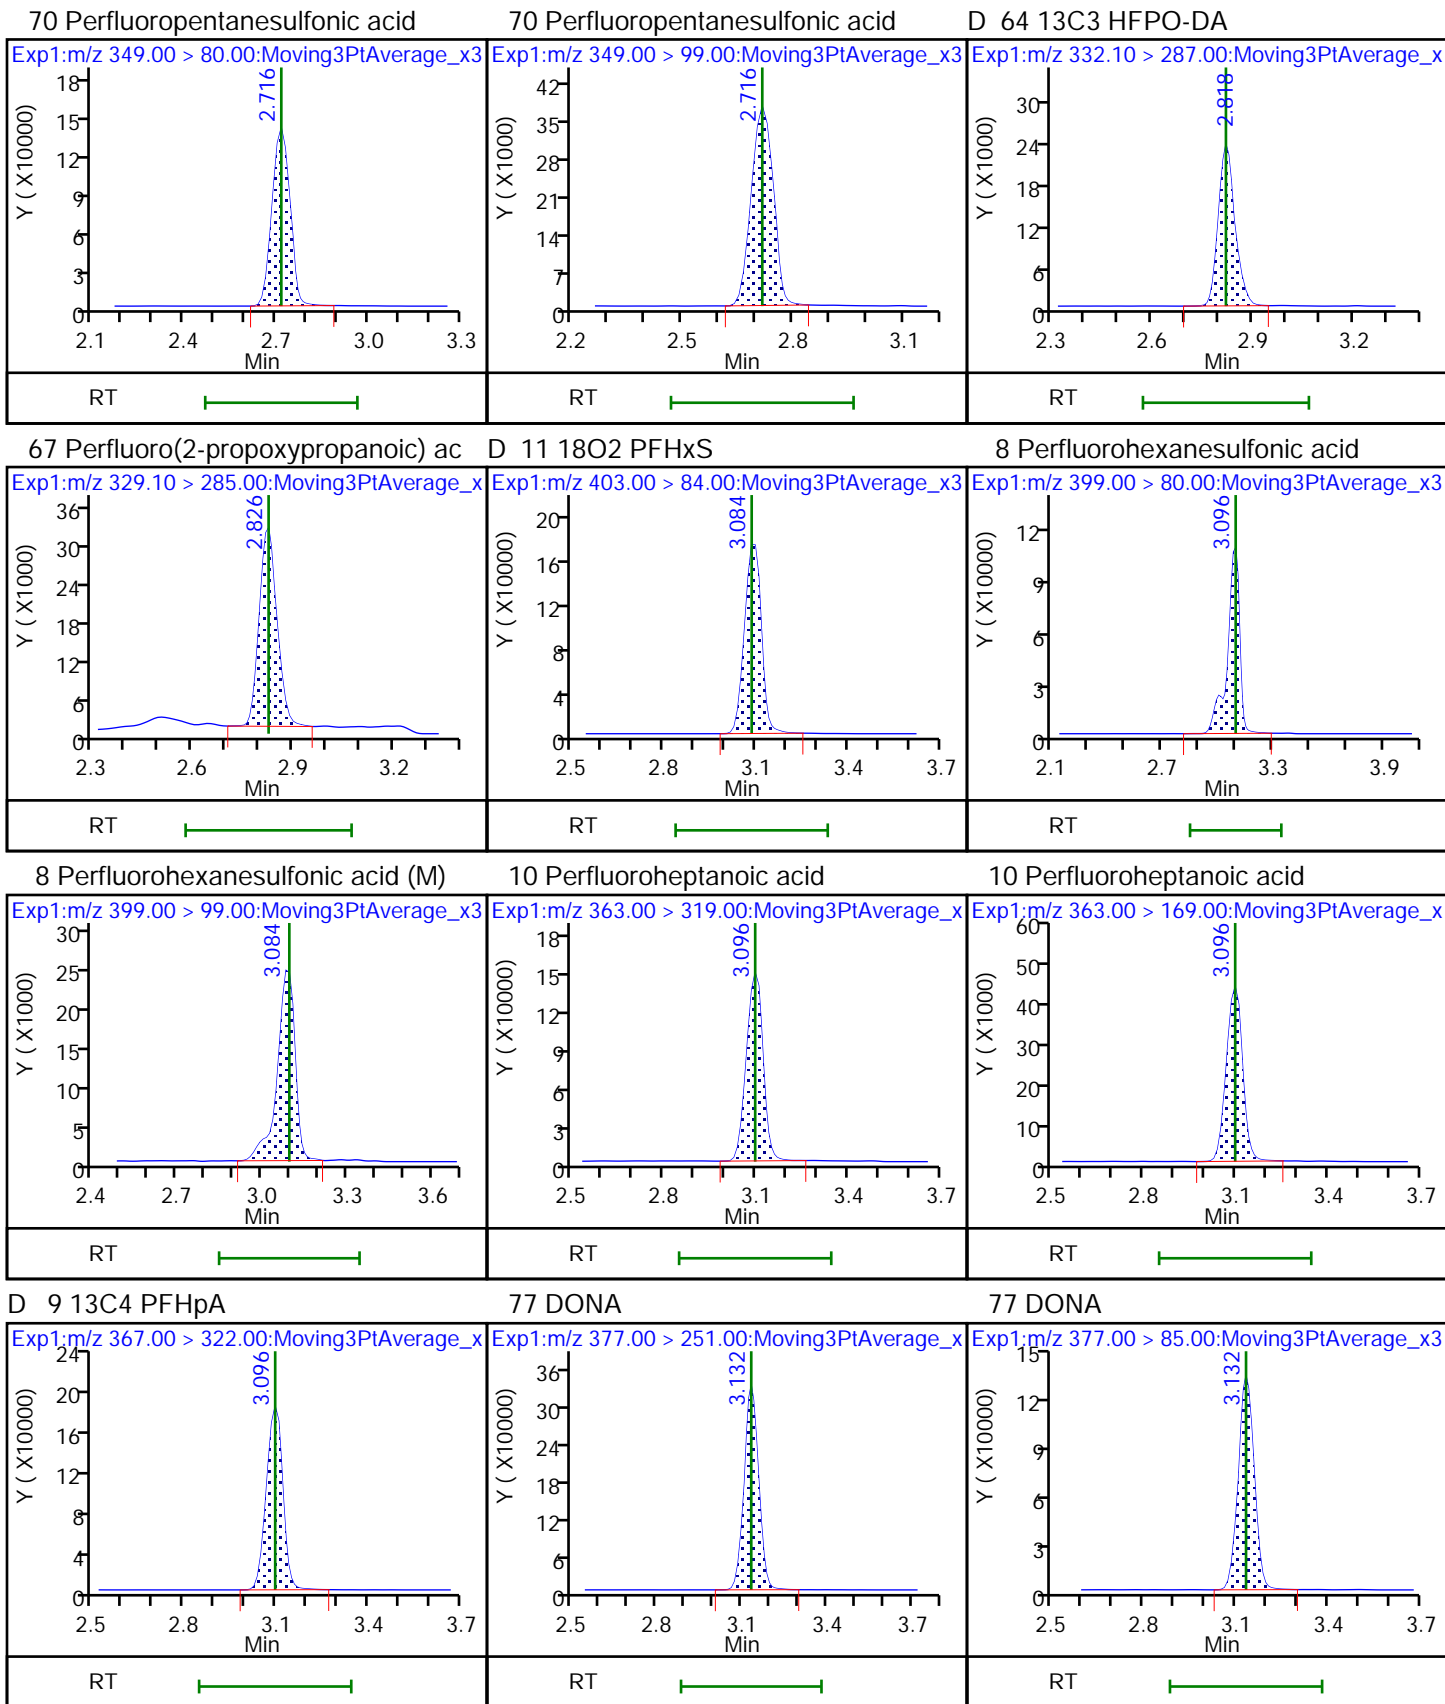 70 Perfluoropentanesulfonic acid
Exp1:m/z 349.00 > 80.00:Moving3PtAverage_x3
Y ( X10000)
18
15
12
9
6
3
0
2.716
2.1 2.4 2.7 3.0 3.3
Min
RT
70 Perfluoropentanesulfonic acid
Exp1:m/z 349.00 > 99.00:Moving3PtAverage_x3
Y ( X1000)
42
35
28
21
14
7
0
2.716
2.2 2.5 2.8 3.1
Min
RT
D 64 13C3 HFPO-DA
Exp1:m/z 332.10 > 287.00:Moving3PtAverage_x
Y ( X1000)
30
24
18
12
6
0
2.818
2.3 2.6 2.9 3.2
Min
RT
67 Perfluoro(2-propoxypropanoic) ac
Exp1:m/z 329.10 > 285.00:Moving3PtAverage_x
Y ( X1000)
36
30
24
18
12
6
0
2.826
2.3 2.6 2.9 3.2
Min
RT
D 11 18O2 PFHxS
Exp1:m/z 403.00 > 84.00:Moving3PtAverage_x3
Y ( X10000)
20
16
12
8
4
0
3.084
2.5 2.8 3.1 3.4 3.7
Min
RT
8 Perfluorohexanesulfonic acid
Exp1:m/z 399.00 > 80.00:Moving3PtAverage_x3
Y ( X10000)
12
9
6
3
0
3.096
2.1 2.7 3.3 3.9
Min
RT
8 Perfluorohexanesulfonic acid (M)
Exp1:m/z 399.00 > 99.00:Moving3PtAverage_x3
Y ( X1000)
30
25
20
15
10
5
0
3.084
2.4 2.7 3.0 3.3 3.6
Min
RT
10 Perfluoroheptanoic acid
Exp1:m/z 363.00 > 319.00:Moving3PtAverage_x
Y ( X10000)
18
15
12
9
6
3
0
3.096
2.5 2.8 3.1 3.4 3.7
Min
RT
10 Perfluoroheptanoic acid
Exp1:m/z 363.00 > 169.00:Moving3PtAverage_x
Y ( X1000)
60
50
40
30
20
10
0
3.096
2.5 2.8 3.1 3.4 3.7
Min
RT
D 9 13C4 PFHpA
Exp1:m/z 367.00 > 322.00:Moving3PtAverage_x
Y ( X10000)
24
20
16
12
8
4
0
3.096
2.5 2.8 3.1 3.4 3.7
Min
RT
77 DONA
Exp1:m/z 377.00 > 251.00:Moving3PtAverage_x
Y ( X10000)
36
30
24
18
12
6
0
3.132
2.5 2.8 3.1 3.4 3.7
Min
RT
77 DONA
Exp1:m/z 377.00 > 85.00:Moving3PtAverage_x3
Y ( X10000)
15
12
9
6
3
0
3.132
2.5 2.8 3.1 3.4 3.7
Min
RT